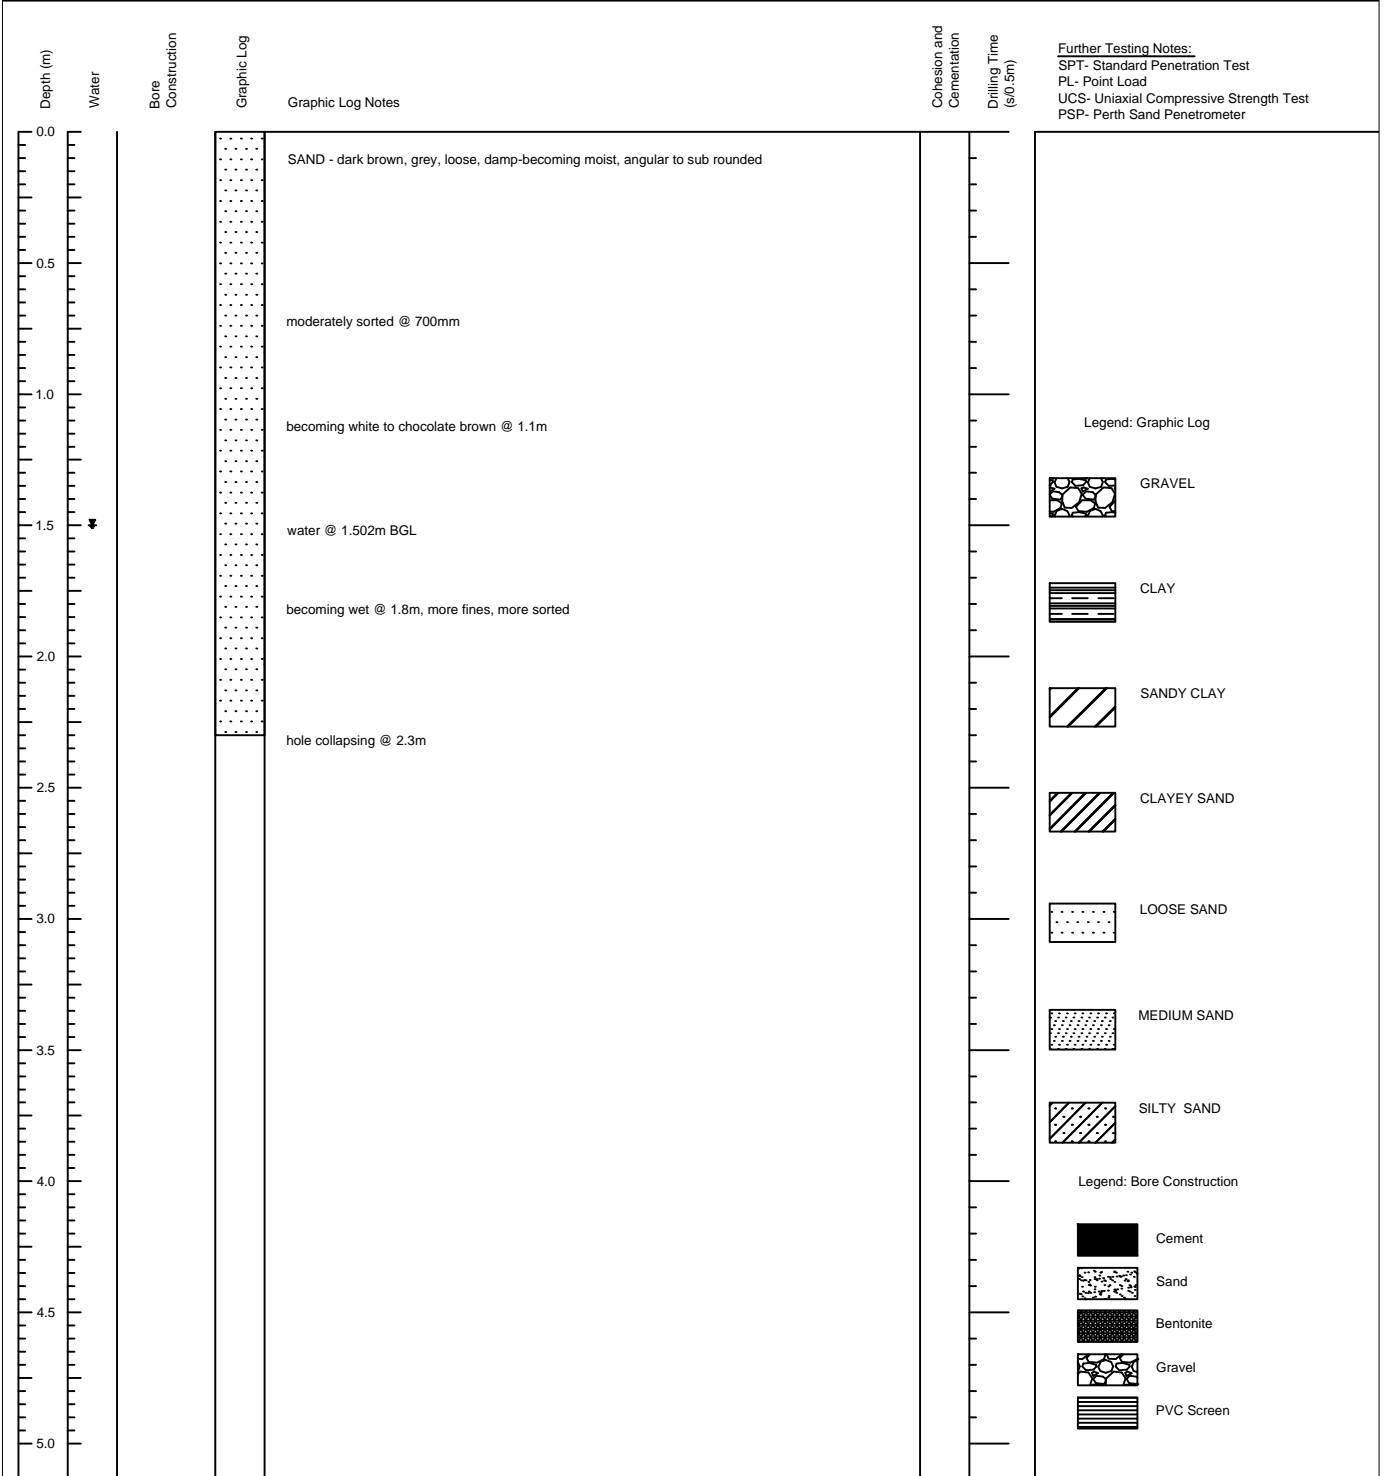 Depth (m)
Water
Bore
Construction
Graphic Log
Graphic Log Notes
Cohesion and
Cementation
Drilling Time
(s/0.5m)
Further Testing Notes:
SPT- Standard Penetration Test
PL- Point Load
UCS- Uniaxial Compressive Strength Test
PSP- Perth Sand Penetrometer
0.0
SAND - dark brown, grey, loose, damp-becoming moist, angular to sub rounded
0.5
moderately sorted @ 700mm
1.0
becoming white to chocolate brown @ 1.1m
1.5
water @ 1.502m BGL
becoming wet @ 1.8m, more fines, more sorted
2.0
hole collapsing @ 2.3m
2.5
3.0
3.5
4.0
4.5
5.0
Legend: Graphic Log
GRAVEL
CLAY
SANDY CLAY
CLAYEY SAND
LOOSE SAND
MEDIUM SAND
SILTY  SAND
Legend: Bore Construction
Cement
Sand
Bentonite
Gravel
PVC Screen